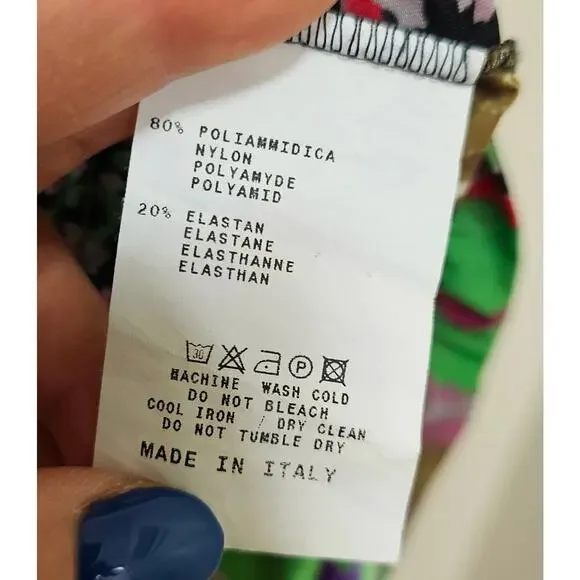 80% POLIAMMIDICA
NYLON
POLYAMYDE
POLYAMID
20% ELASTAN
ELASTANE
ELASTHANNE
ELASTHAN
30 P
MACHINE WASH COLD
DO NOT BLEACH
COOL IRON / DRY CLEAN
DO NOT TUMBLE DRY
MADE IN ITALY